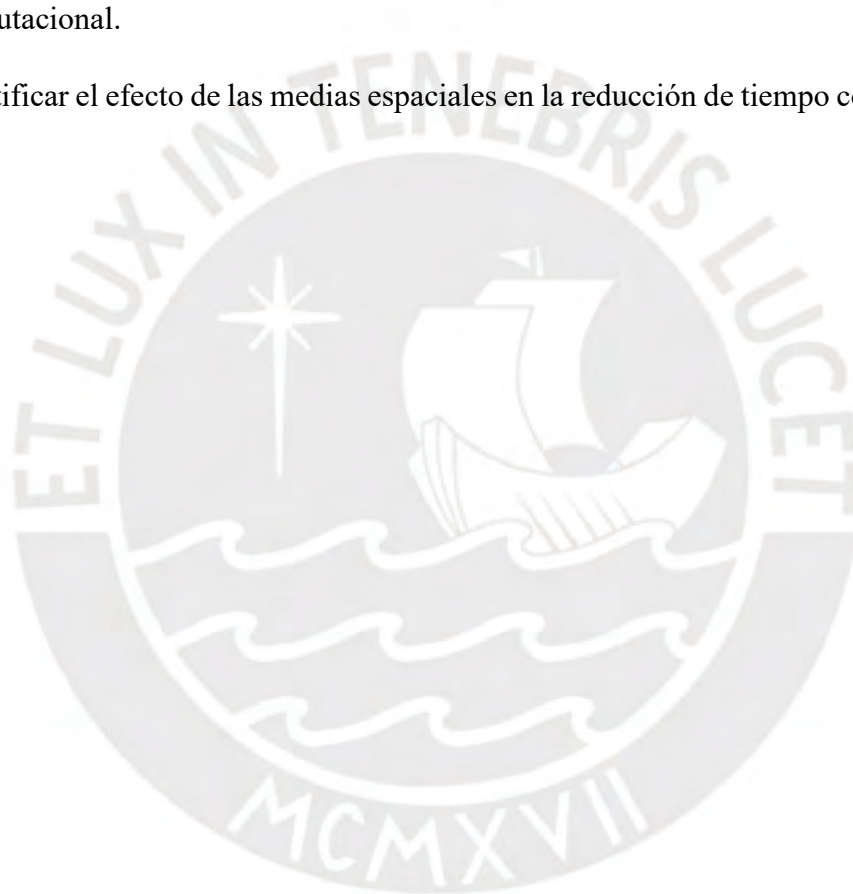 utacional.
tificar el efecto de las medias espaciales en la reducción de tiempo co
ET LUX IN TENEBRIS LUCET
MCMXVII